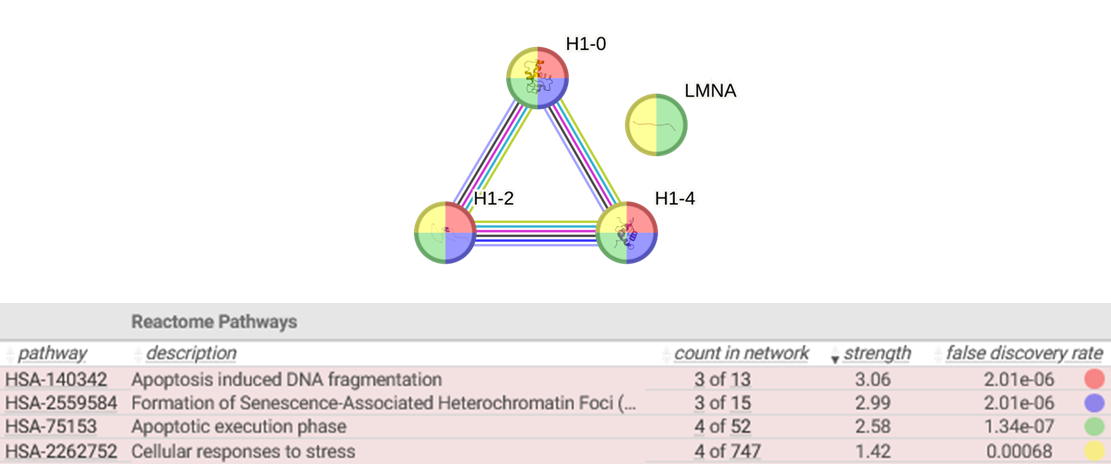 H1-0
LMNA
H1-2
H1-4
Reactome Pathways
pathway description count in network strength false discovery rate
HSA-140342 Apoptosis induced DNA fragmentation 3 of 13 3.06 2.01e-06
HSA-2559584 Formation of Senescence-Associated Heterochromatin Foci (... 3 of 15 2.99 2.01e-06
HSA-75153 Apoptotic execution phase 4 of 52 2.58 1.34e-07
HSA-2262752 Cellular responses to stress 4 of 747 1.42 0.00068